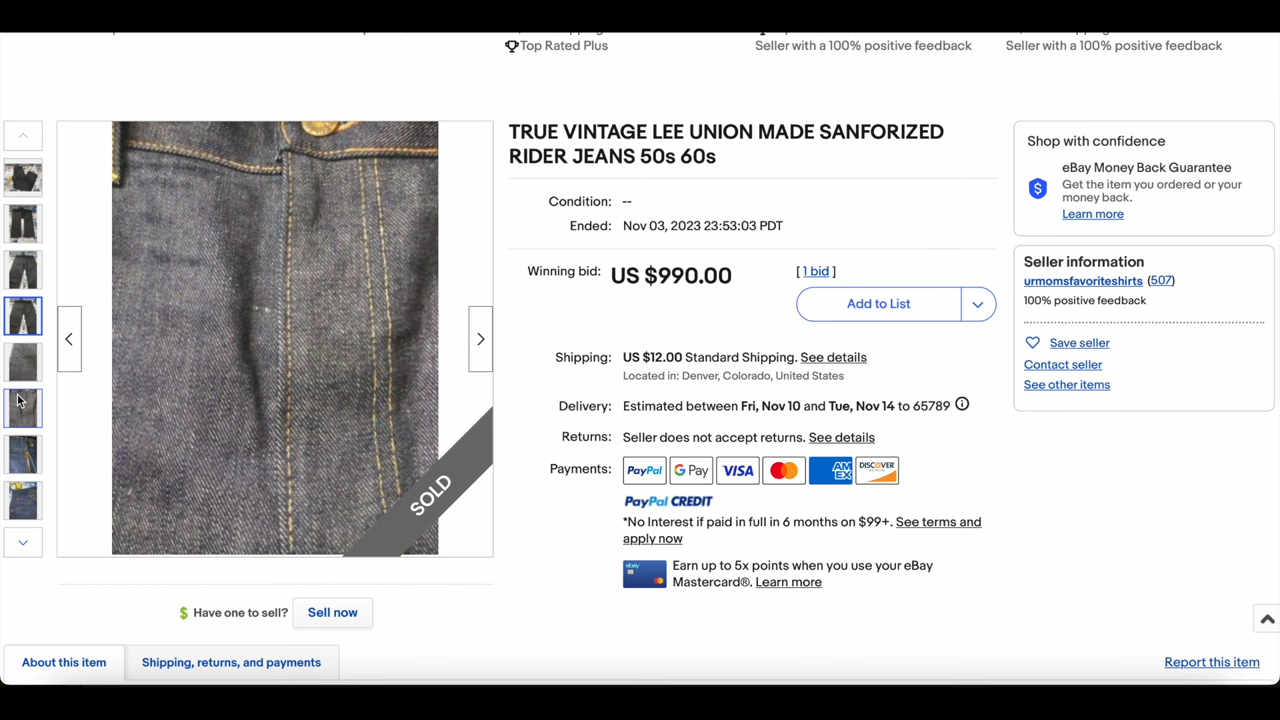 Top Rated Plus
Seller with a 100% positive feedback
Seller with a 100% positive feedback
TRUE VINTAGE LEE UNION MADE SANFORIZED
RIDER JEANS 50s 60s
Condition: --
Ended: Nov 03, 2023 23:53:03 PDT
Winning bid: US $990.00 [ 1 bid ]
Add to List
Shipping: US $12.00 Standard Shipping. See details
Located in: Denver, Colorado, United States
Delivery: Estimated between Fri, Nov 10 and Tue, Nov 14 to 65789
Returns: Seller does not accept returns. See details
Payments: PayPal G Pay VISA AM EX DISCOVER
PayPal CREDIT
*No Interest if paid in full in 6 months on $99+. See terms and
apply now
ebay
Earn up to 5x points when you use your eBay
Mastercard®. Learn more
SOLD
Have one to sell? Sell now
Shop with confidence
eBay Money Back Guarantee
Get the item you ordered or your
money back.
Learn more
Seller information
urmomsfavoriteshirts (507)
100% positive feedback
Save seller
Contact seller
See other items
About this item
Shipping, returns, and payments
Report this item